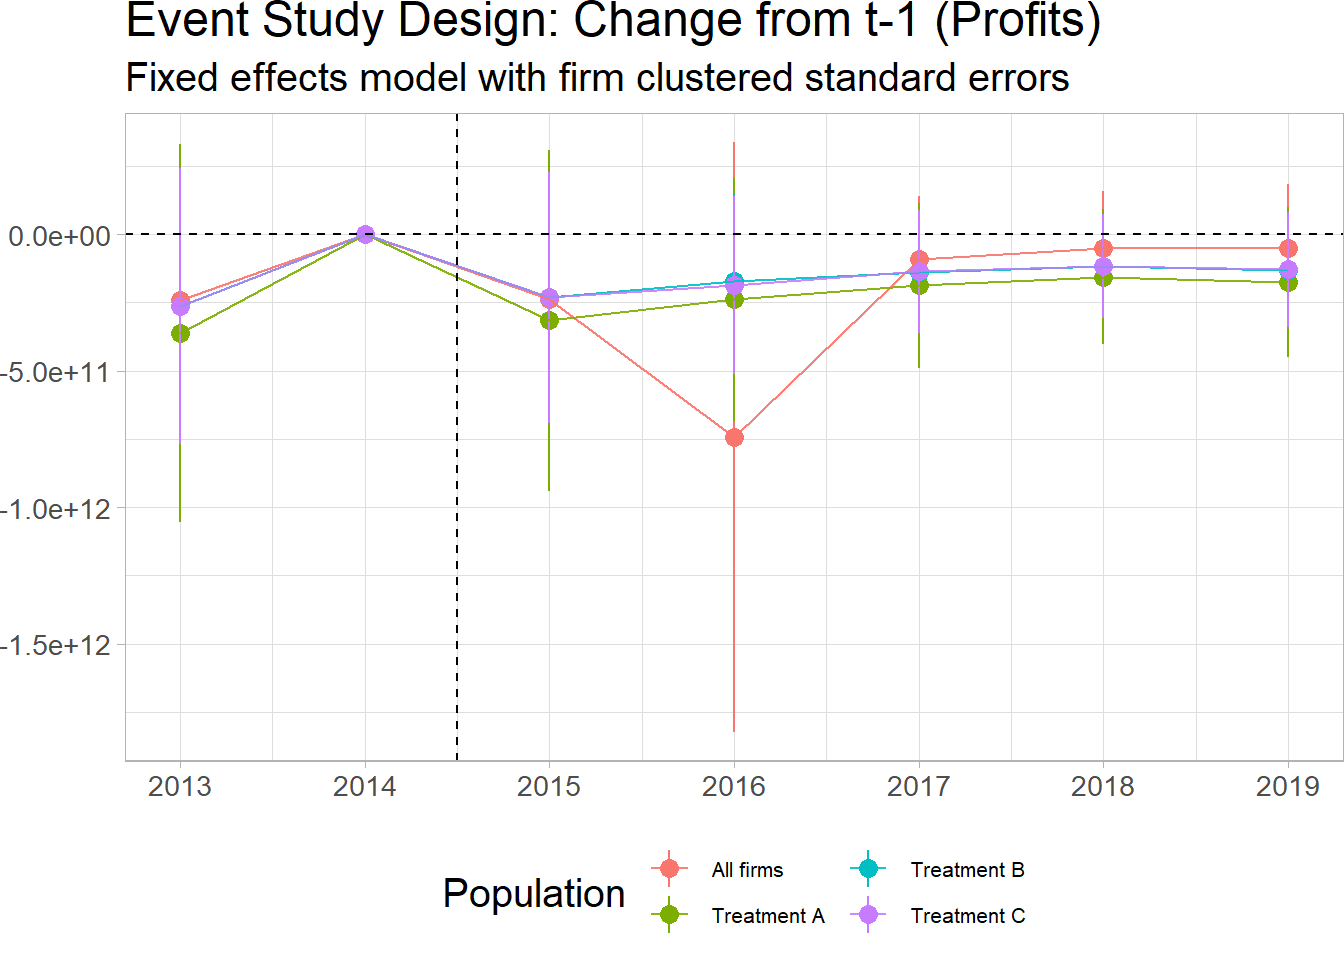 Event Study Design: Change from t-1 (Profits)
Fixed effects model with firm clustered standard errors
0.0e+00
-5.0e+11
-1.0e+12
-1.5e+12
2013 2014 2015 2016 2017 2018 2019
Population
All firms
Treatment B
Treatment A
Treatment C